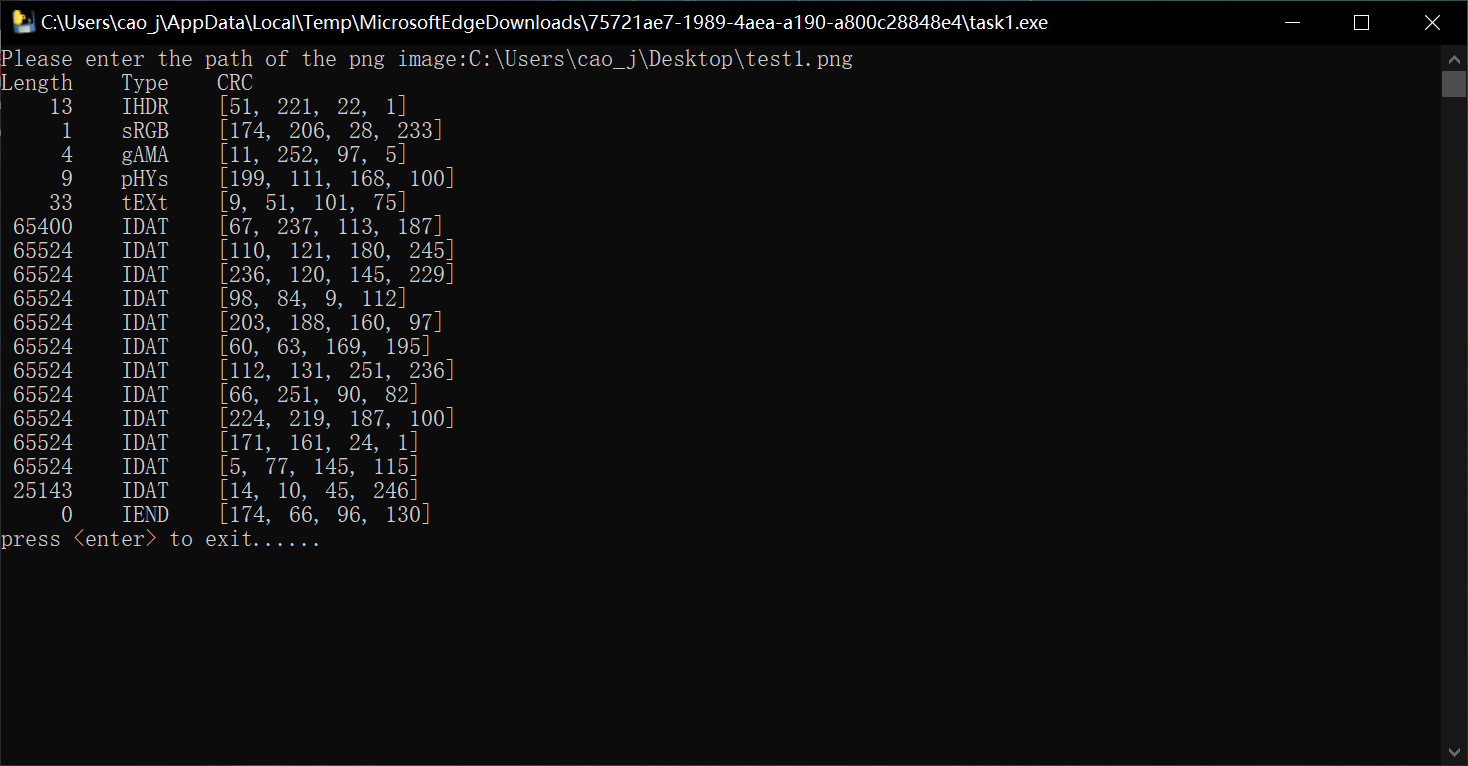 C:\Users\cao_j\AppData\Local\Temp\MicrosoftEdgeDownloads\75721ae7-1989-4aea-a190-a800c28848e4\task1.exe
Please enter the path of the png image:C:\Users\cao_j\Desktop\test1.png
Length Type CRC
13 IHDR [51, 221, 22, 1]
1 sRGB [174, 206, 28, 233]
4 gAMA [11, 252, 97, 5]
9 pHYs [199, 111, 168, 100]
33 tEXt [9, 51, 101, 75]
65400 IDAT [67, 237, 113, 187]
65524 IDAT [110, 121, 180, 245]
65524 IDAT [236, 120, 145, 229]
65524 IDAT [98, 84, 9, 112]
65524 IDAT [203, 188, 160, 97]
65524 IDAT [60, 63, 169, 195]
65524 IDAT [112, 131, 251, 236]
65524 IDAT [66, 251, 90, 82]
65524 IDAT [224, 219, 187, 100]
65524 IDAT [171, 161, 24, 1]
65524 IDAT [5, 77, 145, 115]
25143 IDAT [14, 10, 45, 246]
0 IEND [174, 66, 96, 130]
press <enter> to exit......